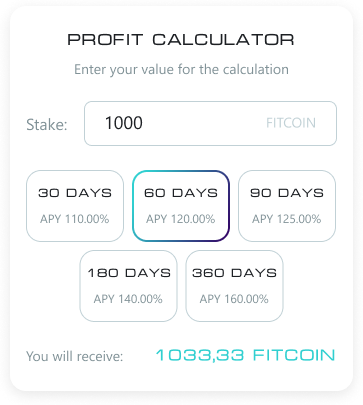 PROFIT CALCULATOR
Enter your value for the calculation
Stake: 1000 FITCOIN
30 DAYS 60 DAYS 90 DAYS
APY 110.00% APY 120.00% APY 125.00%
180 DAYS 360 DAYS
APY 140.00% APY 160.00%
You will receive: 1033,33 FITCOIN